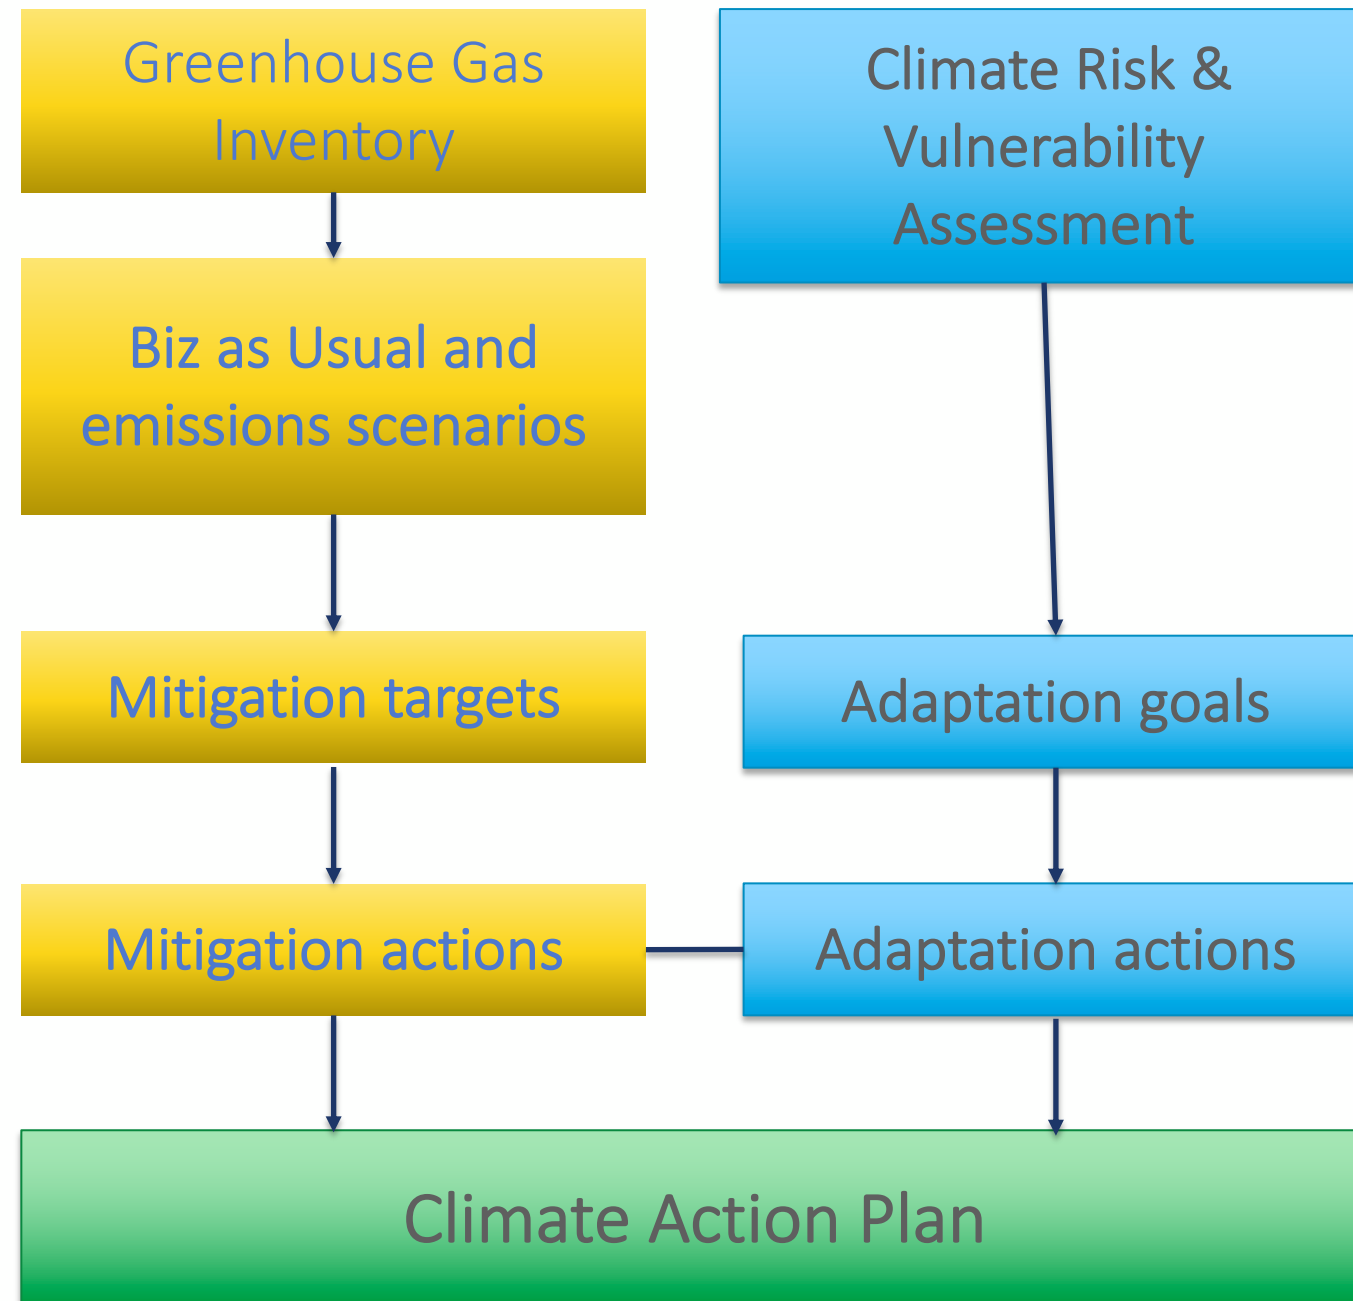 Greenhouse Gas
Inventory
Biz as Usual and
emissions scenarios
Mitigation targets
Mitigation actions
Climate Risk &
Vulnerability
Assessment
Adaptation goals
Adaptation actions
Climate Action Plan